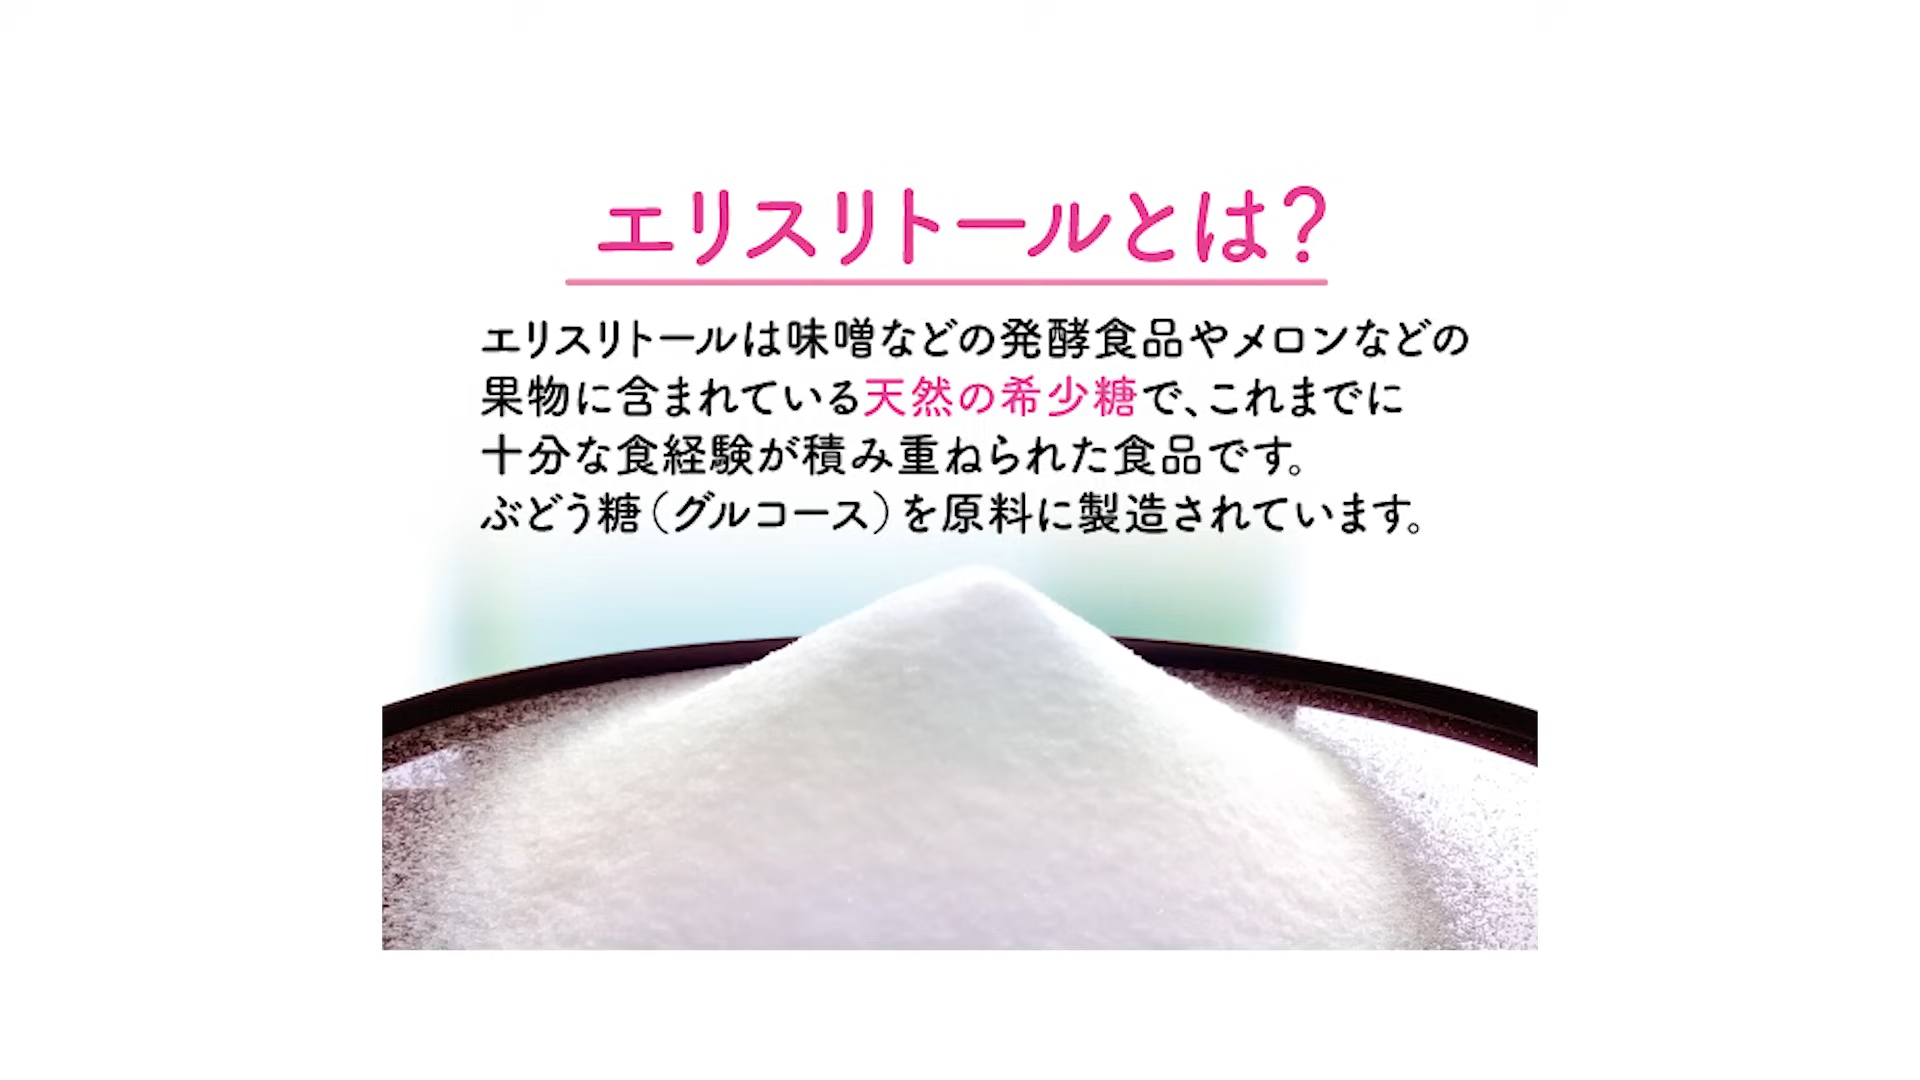 エリスリトールとは?
エリスリトールは味噌などの発酵食品やメロンなどの
果物に含まれている天然の希少糖で、これまでに
十分な食経験が積み重ねられた食品です。
ぶどう糖(グルコース)を原料に製造されています。